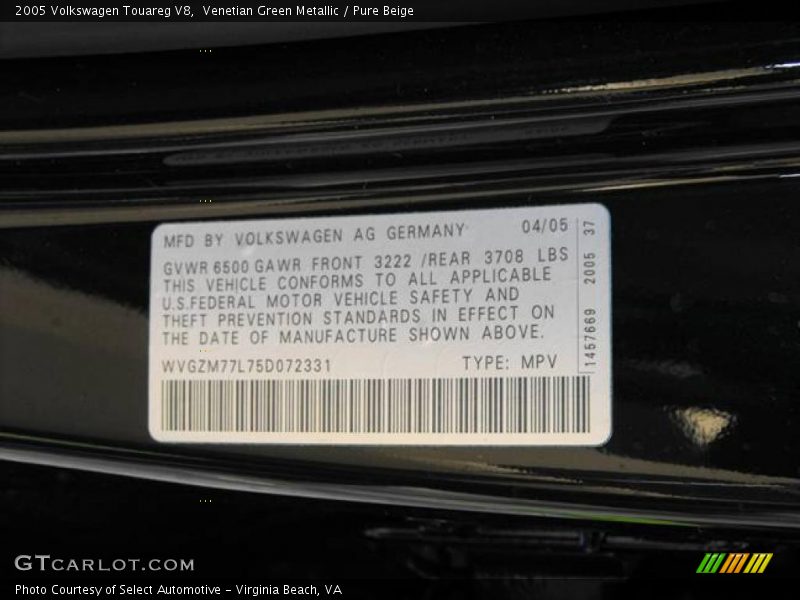 2005 Volkswagen Touareg V8,  Venetian Green Metallic / Pure Beige
MFD BY VOLKSWAGEN AG GERMANY 04/05
GVWR 6500 GAWR FRONT 3222 /REAR 3708 LBS
THIS VEHICLE CONFORMS TO ALL APPLICABLE
U.S.FEDERAL MOTOR VEHICLE SAFETY AND
THEFT PREVENTION STANDARDS IN EFFECT ON
THE DATE OF MANUFACTURE SHOWN ABOVE.
WVGZM77L75D072331 TYPE: MPV
1457669 2005 37
GTCARLOT.COM
Photo Courtesy of Select Automotive – Virginia Beach, VA